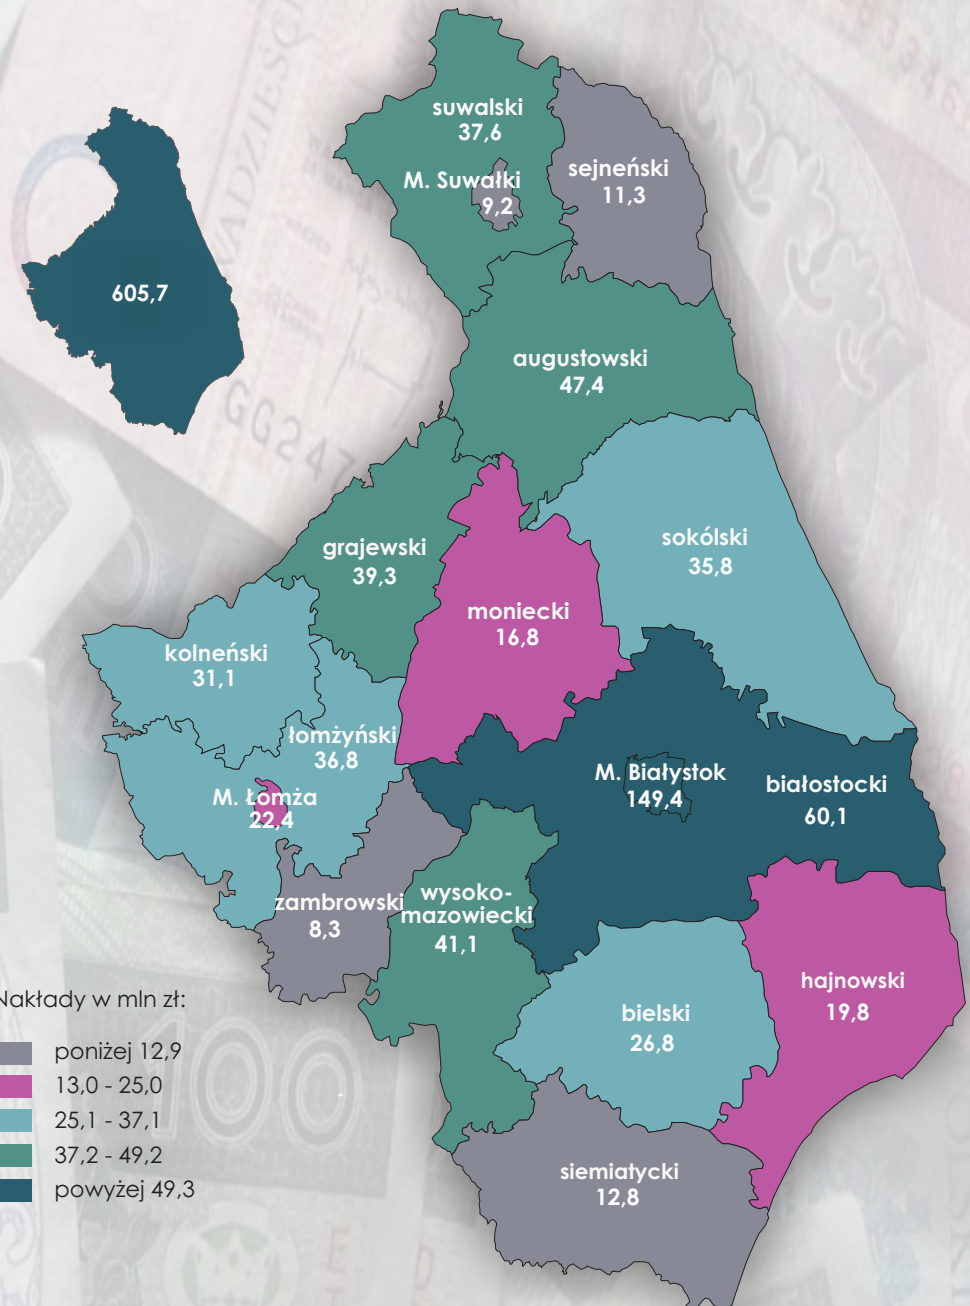 suwalski
37,6
M. Suwałki
9,2
sejneński
11,3
605,7
augustowski
47,4
grajewski
39,3
sokólski
35,8
moniecki
16,8
kolneński
31,1
łomżyński
36,8
M. Łomża
22,4
M. Białystok
149,4
białostocki
60,1
zambrowski
8,3
wysoko-
mazowiecki
41,1
hajnowski
19,8
bielski
26,8
siemiatycki
12,8
Nakłady w mln zł:
poniżej 12,9
13,0 - 25,0
25,1 - 37,1
37,2 - 49,2
powyżej 49,3
GG247
100